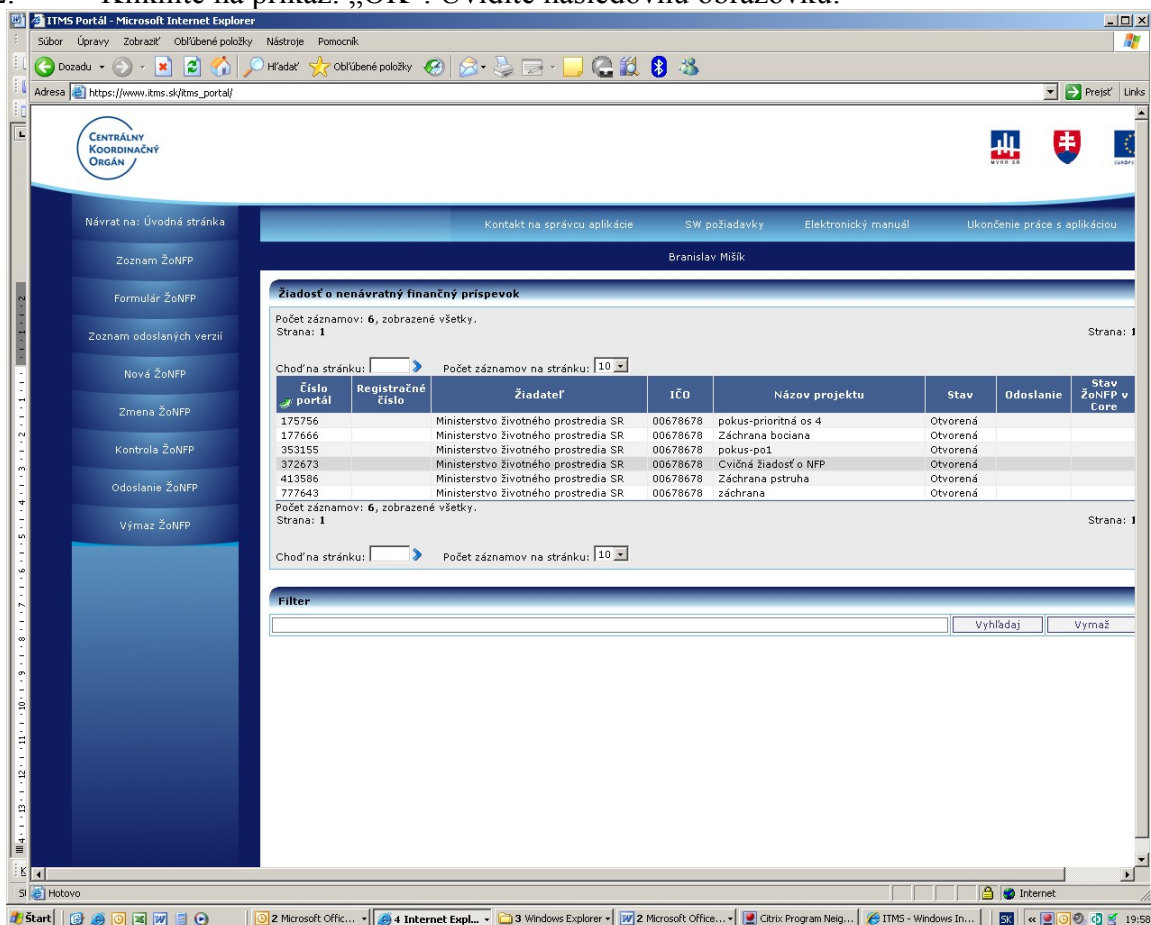 2. Kliknite na príkaz: „OK". Uvidíte nasledovnú obrazovku:
ITMS Portál - Microsoft Internet Explorer
Súbor Úpravy Zobraziť Obľúbené položky Nástroje Pomocník
Dozadu Hľadať Obľúbené položky
Adresa https://www.itms.sk/itms_portal/ Prejsť Links
CENTRÁLNY
KOORDINAČNÝ
ORGÁN
MVRR SR
Návrat na: Úvodná stránka
Kontakt na správcu aplikácie SW požiadavky Elektronický manuál Ukončenie práce s aplikáciou
Zoznam ŽoNFP
Branislav Mišík
Formulár ŽoNFP
Zoznam odoslaných verzií
Nová ŽoNFP
Zmena ŽoNFP
Kontrola ŽoNFP
Odoslanie ŽoNFP
Výmaz ŽoNFP
Žiadosť o nenávratný finančný príspevok
Počet záznamov: 6, zobrazené všetky.
Strana: 1 Strana: 1
Choď na stránku: Počet záznamov na stránku: 10
Číslo portál Registračné číslo Žiadateľ IČO Názov projektu Stav Odoslanie Stav ŽoNFP v Core
175756 Ministerstvo životného prostredia SR 00678678 pokus-prioritná os 4 Otvorená
177666 Ministerstvo životného prostredia SR 00678678 Záchrana bociana Otvorená
353155 Ministerstvo životného prostredia SR 00678678 pokus-po1 Otvorená
372673 Ministerstvo životného prostredia SR 00678678 Cvičná žiadosť o NFP Otvorená
413586 Ministerstvo životného prostredia SR 00678678 Záchrana pstruha Otvorená
777643 Ministerstvo životného prostredia SR 00678678 záchrana Otvorená
Počet záznamov: 6, zobrazené všetky.
Strana: 1 Strana: 1
Choď na stránku: Počet záznamov na stránku: 10
Filter
Vyhľadaj Vymaž
Hotovo Internet
Štart 2 Microsoft Offic... 4 Internet Expl... 3 Windows Explorer 2 Microsoft Office... Citrix Program Neig... ITMS - Windows In... SK 19:58